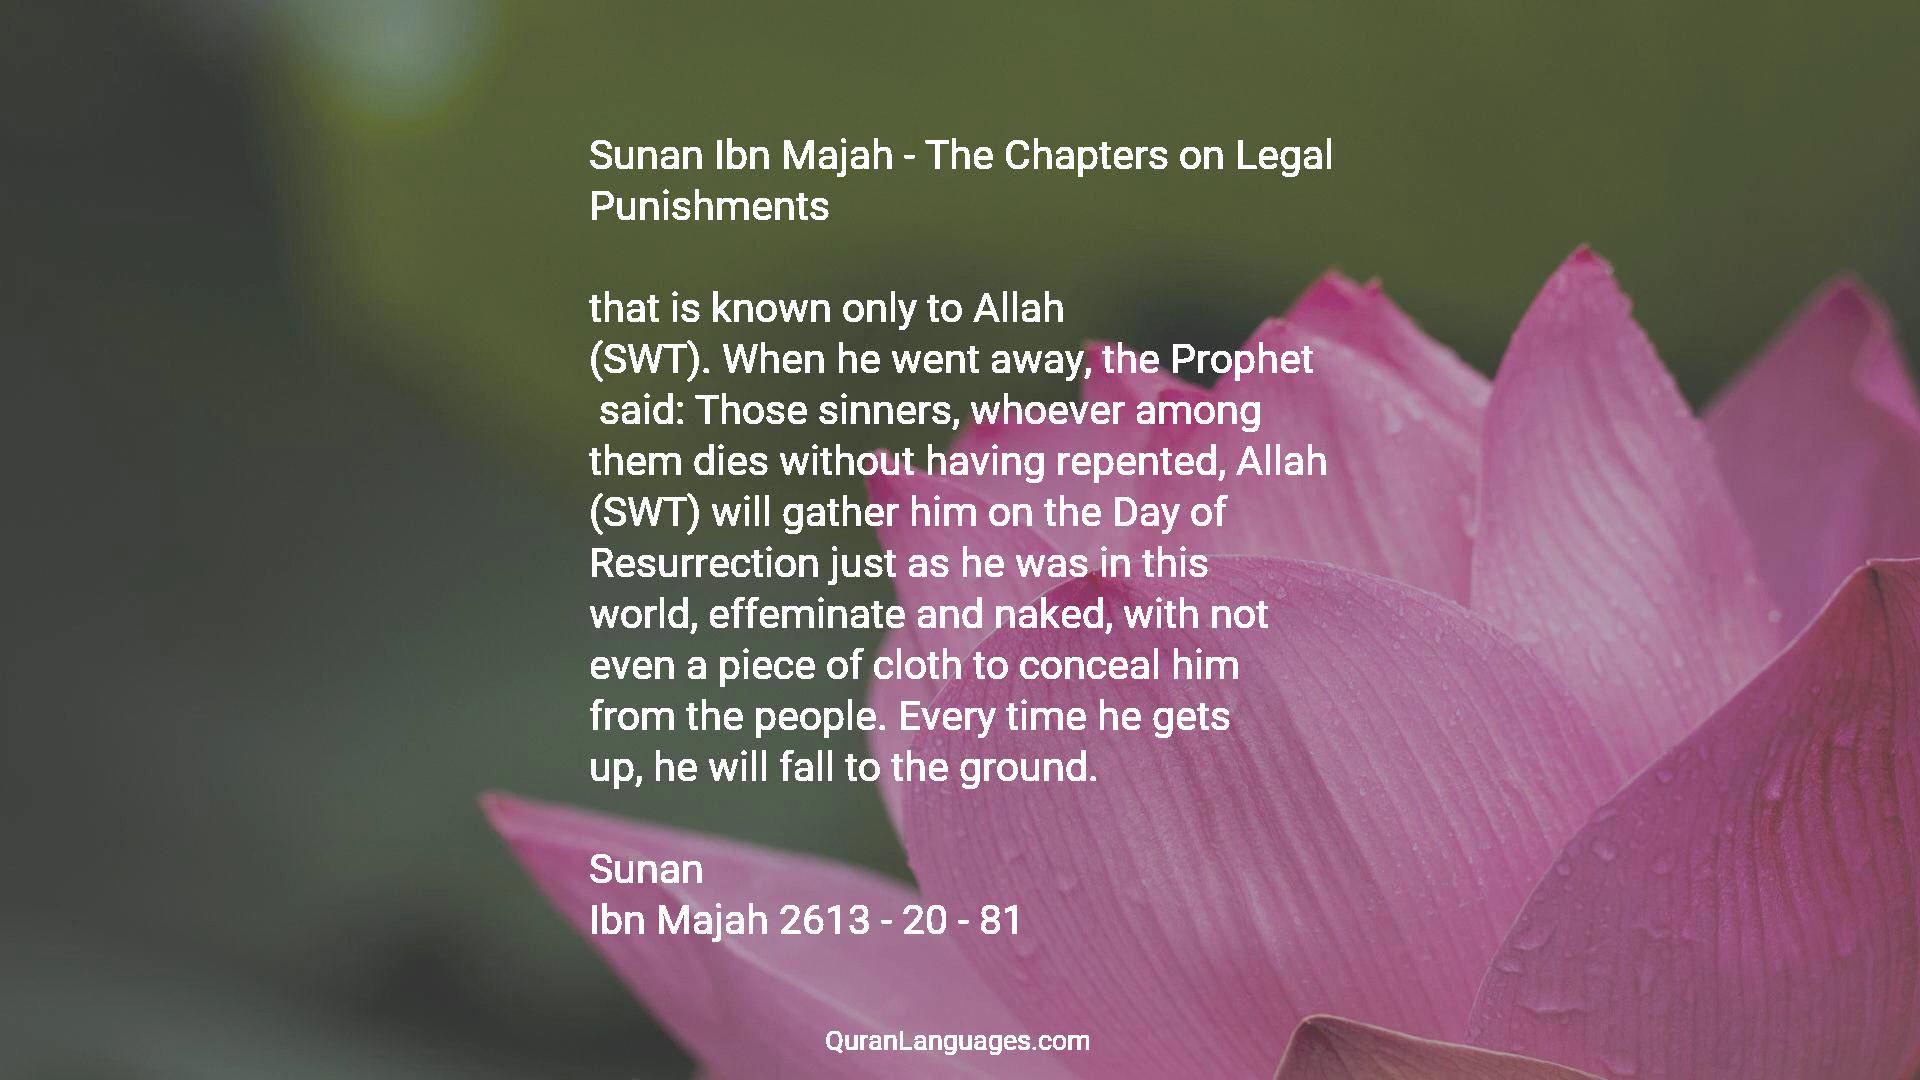 Sunan Ibn Majah - The Chapters on Legal
Punishments
that is known only to Allah
(SWT). When he went away, the Prophet
said: Those sinners, whoever among
them dies without having repented, Allah
(SWT) will gather him on the Day of
Resurrection just as he was in this
world, effeminate and naked, with not
even a piece of cloth to conceal him
from the people. Every time he gets
up, he will fall to the ground.
Sunan
Ibn Majah 2613 - 20 - 81
QuranLanguages.com